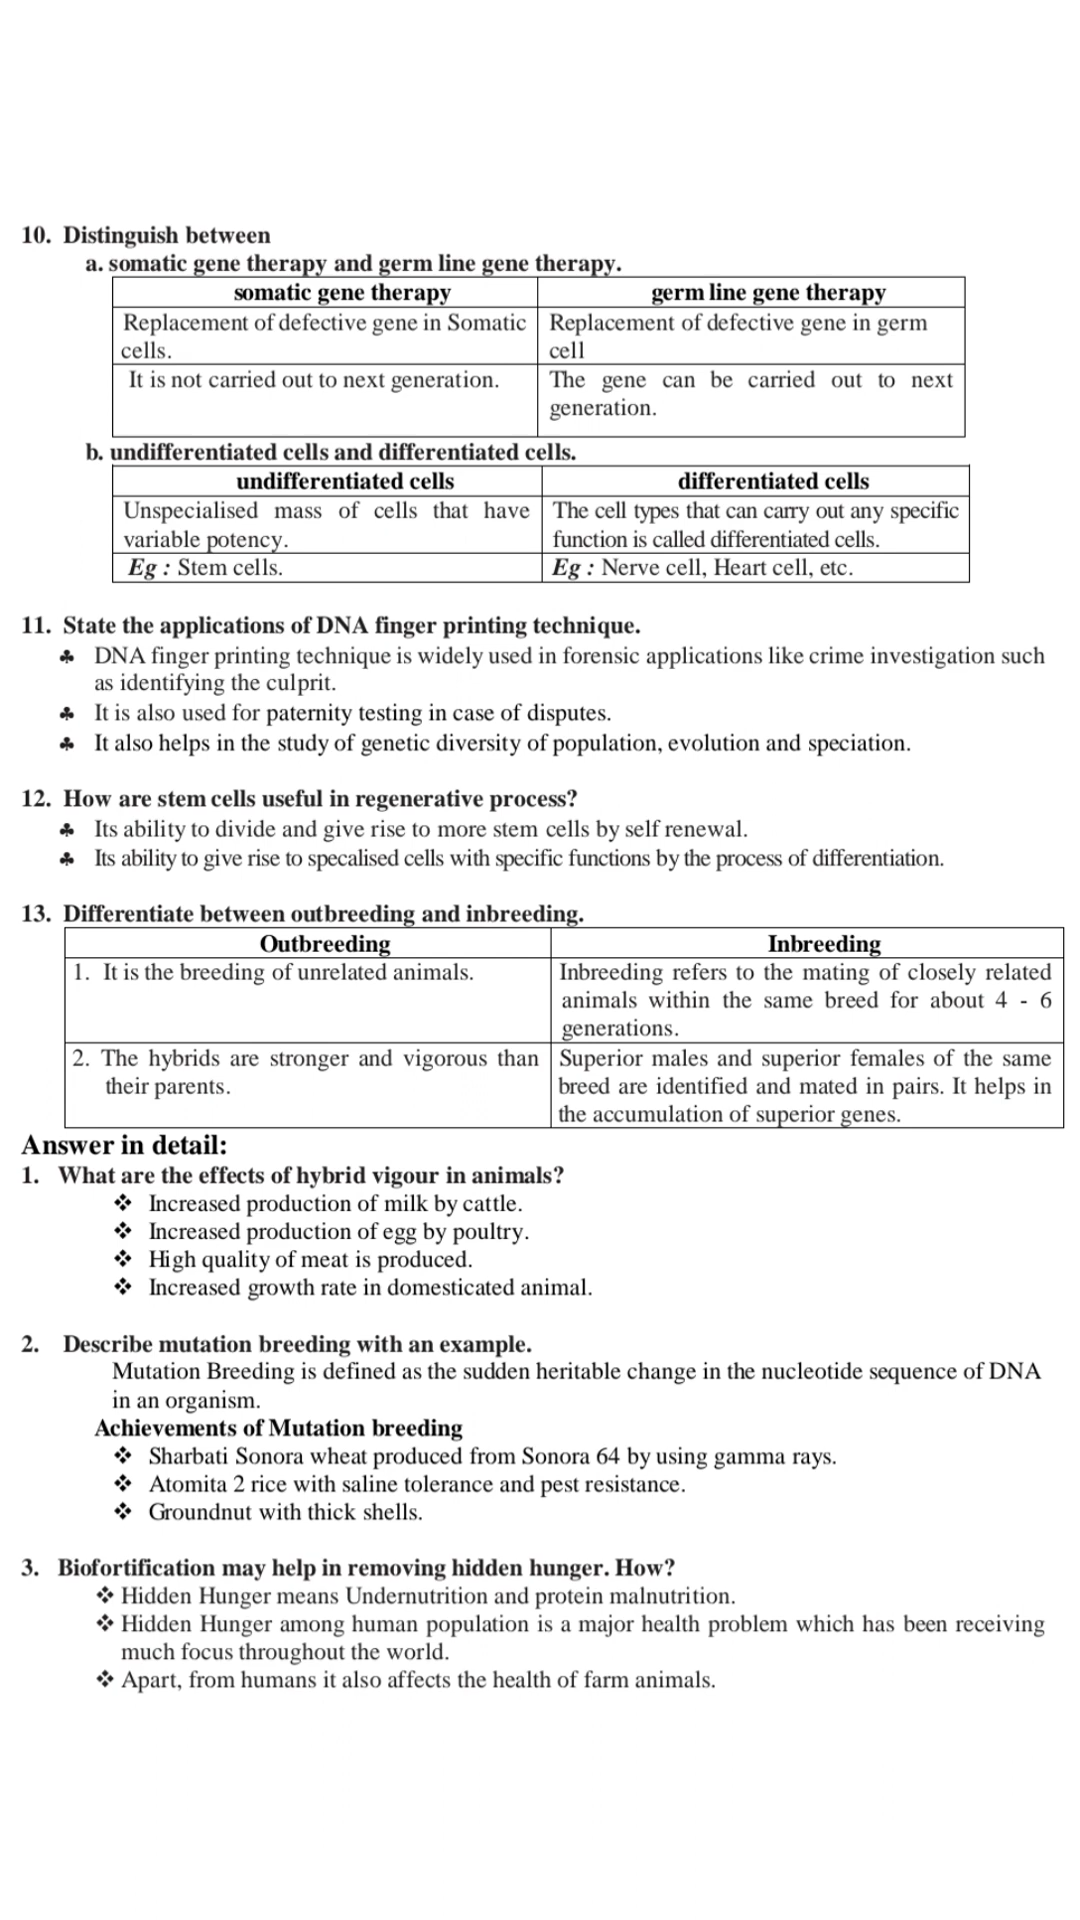 10. Distinguish between
a. somatic gene therapy and germ line gene therapy.
somatic gene therapy germ line gene therapy
Replacement of defective gene in Somatic cells.
Replacement of defective gene in germ cell
It is not carried out to next generation.
The gene can be carried out to next generation.
b. undifferentiated cells and differentiated cells.
undifferentiated cells differentiated cells
Unspecialised mass of cells that have variable potency.
The cell types that can carry out any specific function is called differentiated cells.
Eg : Stem cells.
Eg : Nerve cell, Heart cell, etc.
11. State the applications of DNA finger printing technique.
♣ DNA finger printing technique is widely used in forensic applications like crime investigation such
as identifying the culprit.
♣ It is also used for paternity testing in case of disputes.
♣ It also helps in the study of genetic diversity of population, evolution and speciation.
12. How are stem cells useful in regenerative process?
♣ Its ability to divide and give rise to more stem cells by self renewal.
♣ Its ability to give rise to specalised cells with specific functions by the process of differentiation.
13. Differentiate between outbreeding and inbreeding.
Outbreeding Inbreeding
1. It is the breeding of unrelated animals.
Inbreeding refers to the mating of closely related
animals within the same breed for about 4 - 6
generations.
2. The hybrids are stronger and vigorous than
their parents.
Superior males and superior females of the same
breed are identified and mated in pairs. It helps in
the accumulation of superior genes.
Answer in detail:
1. What are the effects of hybrid vigour in animals?
❖ Increased production of milk by cattle.
❖ Increased production of egg by poultry.
❖ High quality of meat is produced.
❖ Increased growth rate in domesticated animal.
2. Describe mutation breeding with an example.
Mutation Breeding is defined as the sudden heritable change in the nucleotide sequence of DNA
in an organism.
Achievements of Mutation breeding
❖ Sharbati Sonora wheat produced from Sonora 64 by using gamma rays.
❖ Atomita 2 rice with saline tolerance and pest resistance.
❖ Groundnut with thick shells.
3. Biofortification may help in removing hidden hunger. How?
❖ Hidden Hunger means Undernutrition and protein malnutrition.
❖ Hidden Hunger among human population is a major health problem which has been receiving
much focus throughout the world.
❖ Apart, from humans it also affects the health of farm animals.